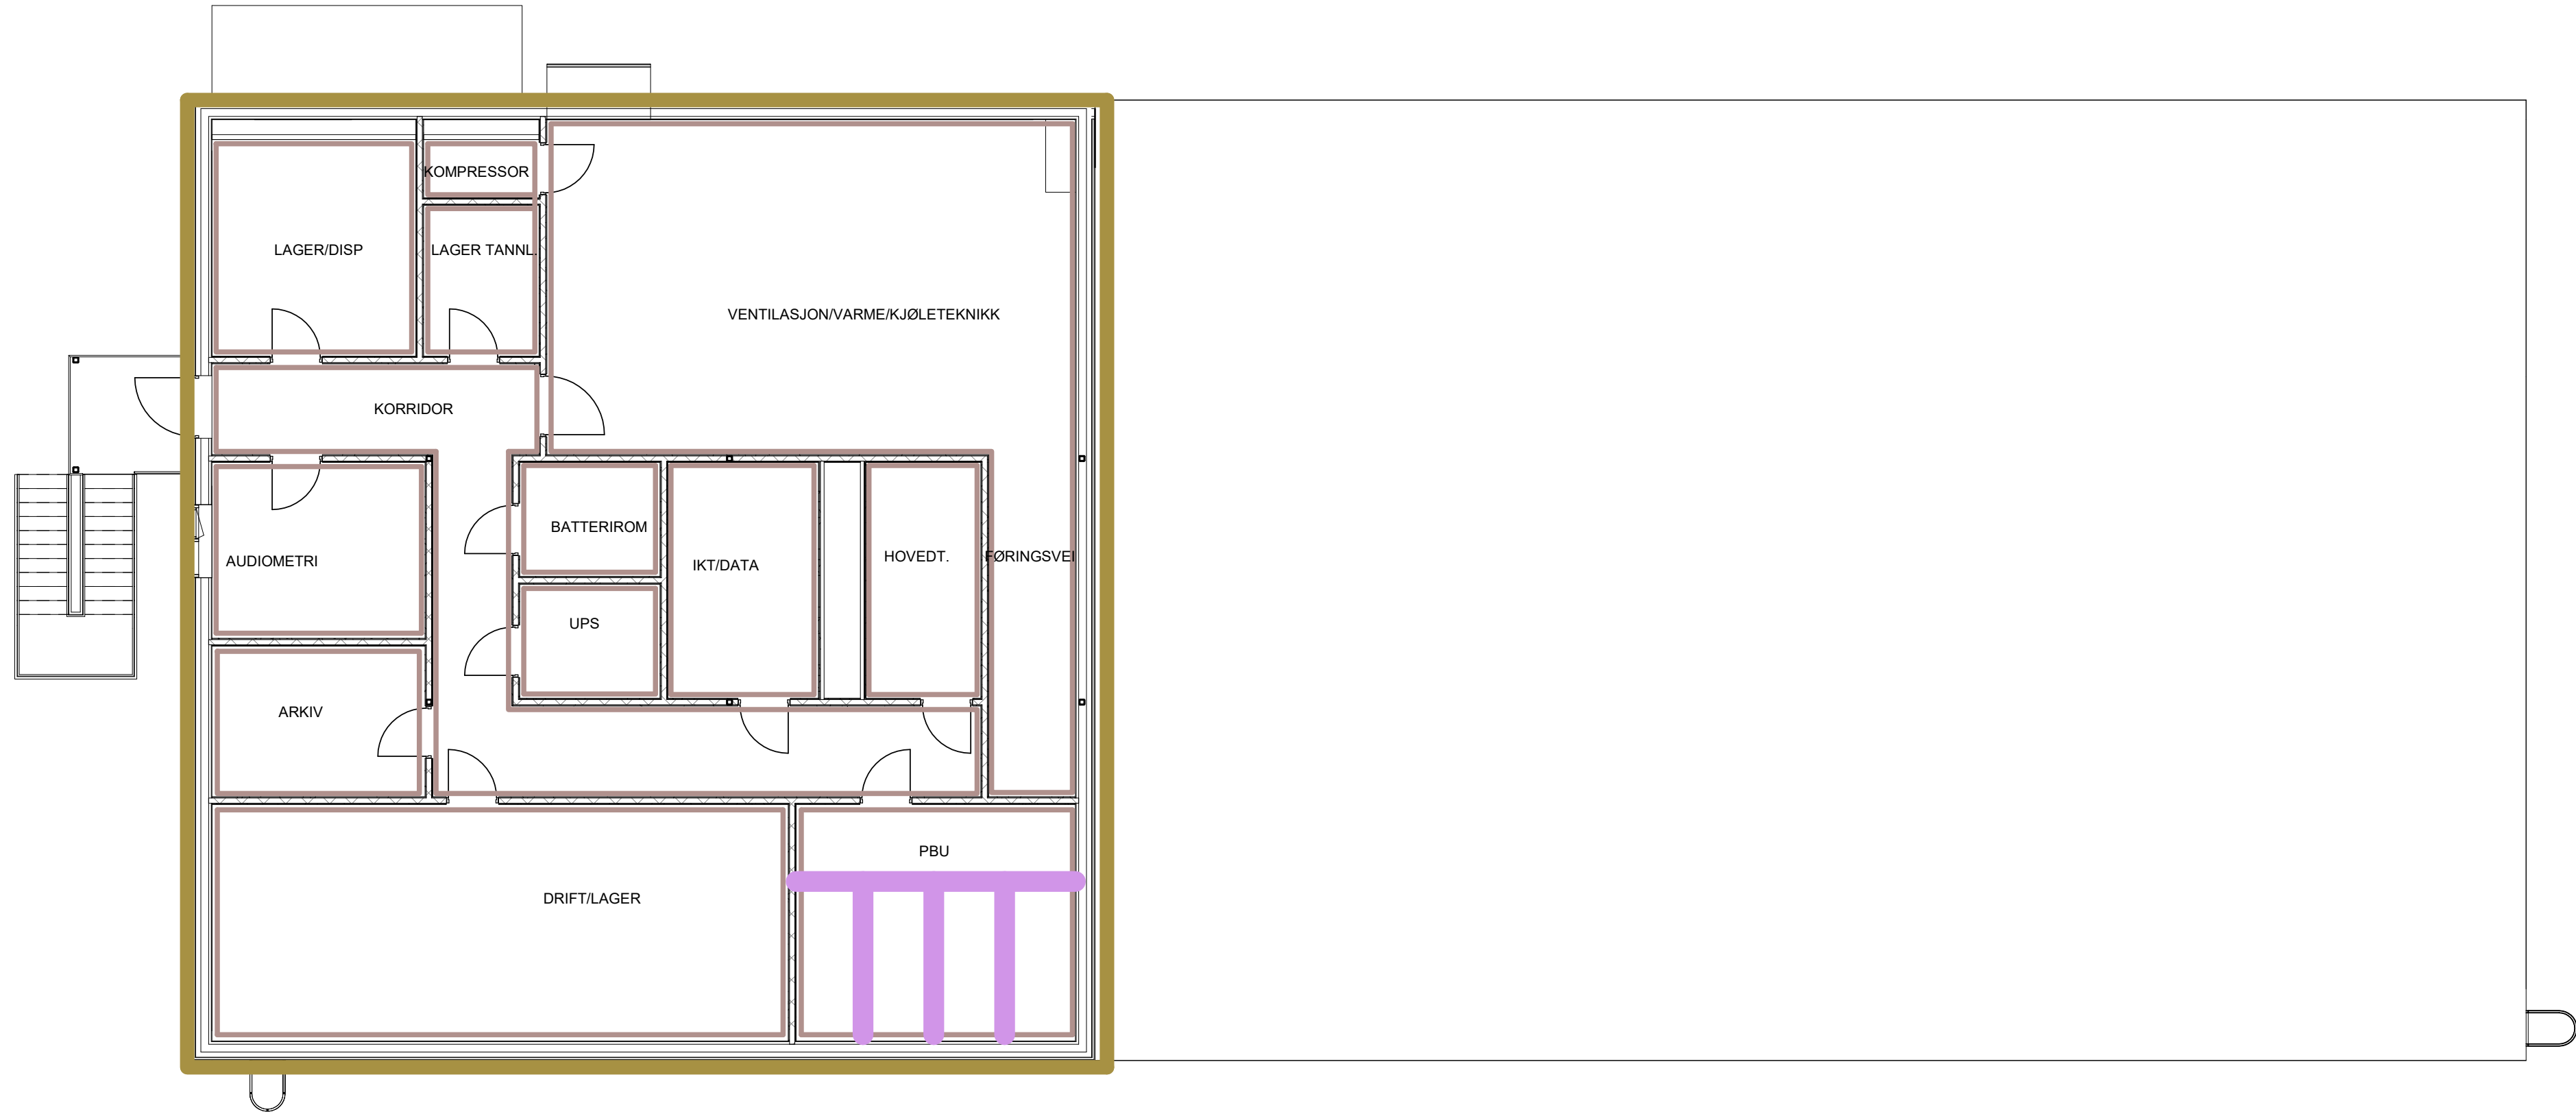 KOMPRESSOR
LAGER/DISP
LAGER TANNL.
VENTILASJON/VARME/KJØLETEKNIKK
KORRIDOR
BATTERIROM
AUDIOMETRI
IKT/DATA
HOVEDT.
FØRINGSVEI
UPS
ARKIV
PBU
DRIFT/LAGER